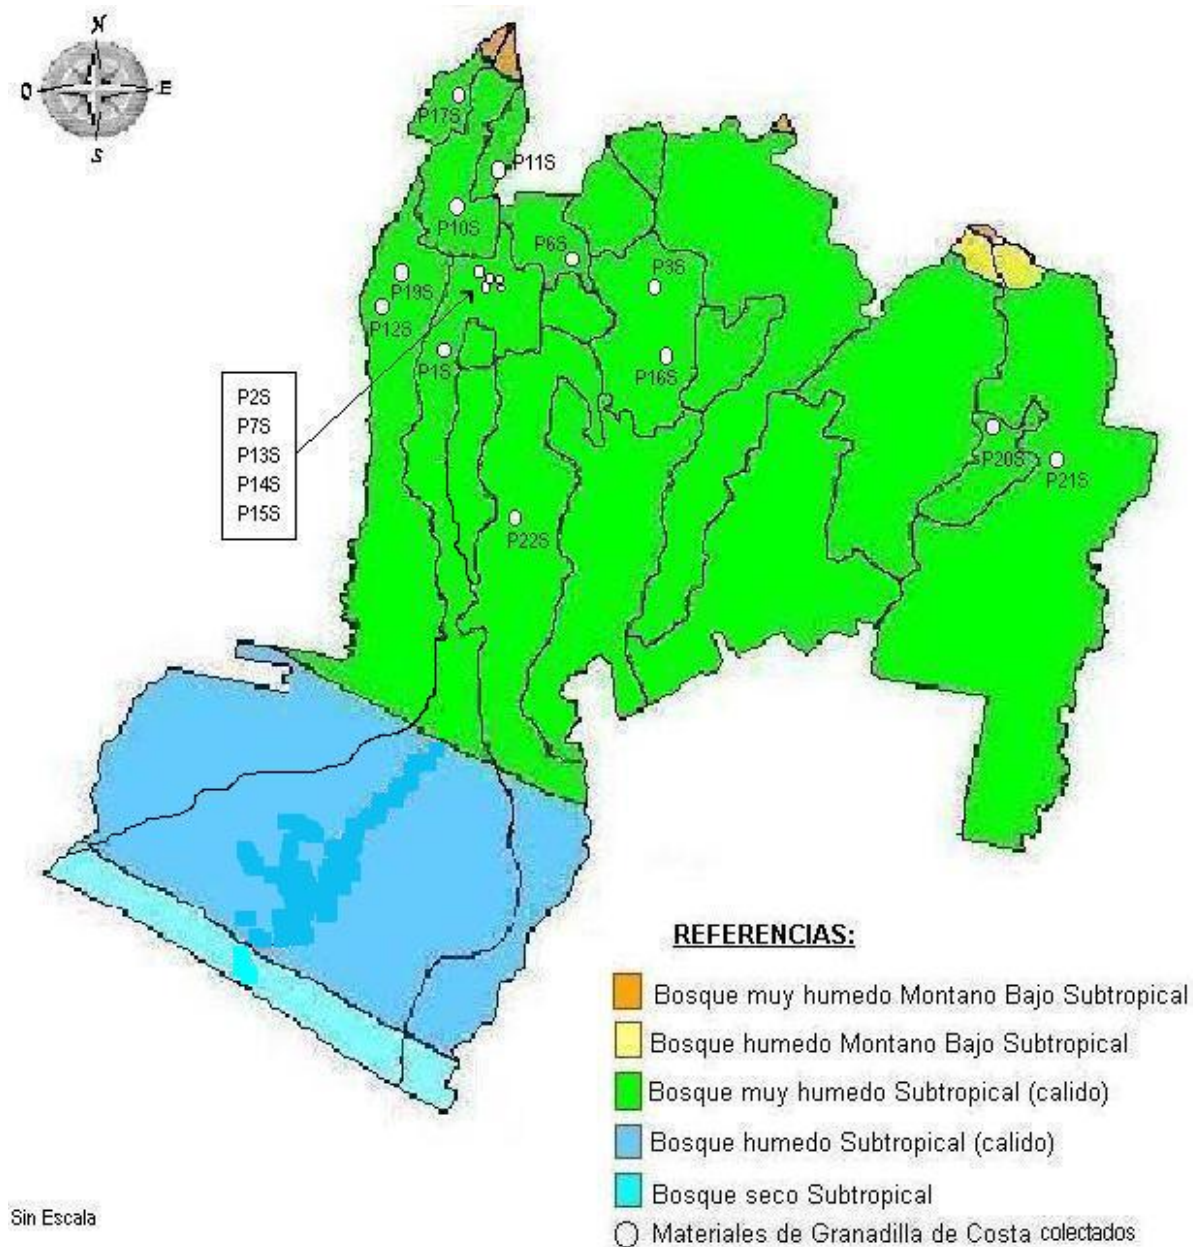 N
O
E
S
P17S
P11S
P10S
P6S
P3S
P19S
P12S
P1S
P16S
P2S
P7S
P13S
P14S
P15S
sP20S
P21S
P22S
REFERENCIAS:
Bosque muy humedo Montano Bajo Subtropical
Bosque humedo Montano Bajo Subtropical
Bosque muy humedo Subtropical (calido)
Bosque humedo Subtropical (calido)
Bosque seco Subtropical
Materiales de Granadilla de Costa colectados
Sin Escala